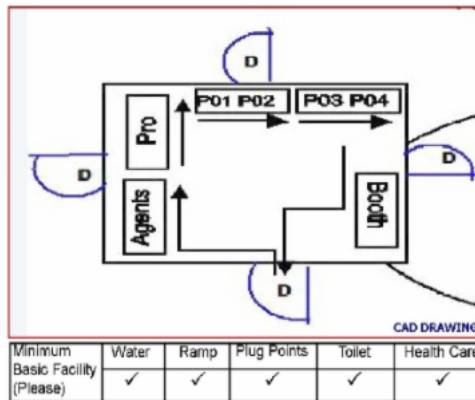 D
P01 P02 P03 P04
Pro
D
D
Agents
Booth
D
CAD DRAWING
Minimum Basic Facility (Please) Water Ramp Plug Points Toilet Health Care
✓ ✓ ✓ ✓ ✓